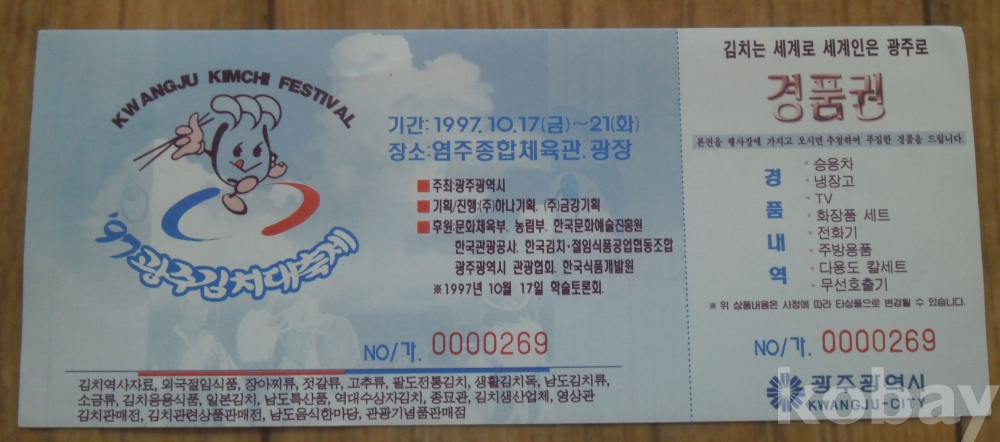 KWANGJU KIMCHI FESTIVAL
'97 광주김치대축제
기간: 1997. 10.17(금)~21(화)
장소:염주종합체육관. 광장
■ 주최:광주광역시
■ 기획/진행:(주)아나기획. (주)금강기획
■ 후원:문화체육부. 농림부. 한국문화예술진흥원
한국관광공사. 한국김치·절임식품공업협동조합
광주광역시 관광협회. 한국식품개발원
※1997년 10월 17일 학술토론회.
NO/가. 0000269
김치역사자료, 외국절임식품, 장아찌류, 젓갈류, 고추류, 팔도전통김치, 생활김치독, 남도김치류,
소금류, 김치응용식품, 일본김치, 남도특산품, 역대수상자김치, 종묘관, 김치생산업체, 영상관
김치판매전, 김치관련상품판매전, 남도음식한마당, 관광기념품판매점
김치는 세계로 세계인은 광주로
경품권
본권을 행사장에 가지고 오시면 추첨하여 푸짐한 경품을 드립니다
경품내역
· 승용차
· 냉장고
· TV
· 화장품 세트
· 전화기
· 주방용품
· 다용도 칼세트
· 무선호출기
※ 위 상품내용은 사정에 따라 타상품으로 변경될 수 있습니다.
NO/가. 0000269
광주광역시
KWANGJU-CITY
kobay